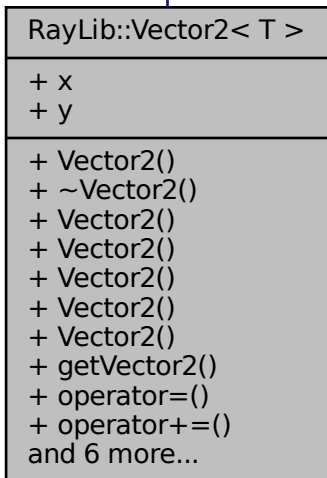 RayLib::Vector2< T >
+ x
+ y
+ Vector2()
+ ~Vector2()
+ Vector2()
+ Vector2()
+ Vector2()
+ Vector2()
+ Vector2()
+ getVector2()
+ operator=()
+ operator+=()
and 6 more...